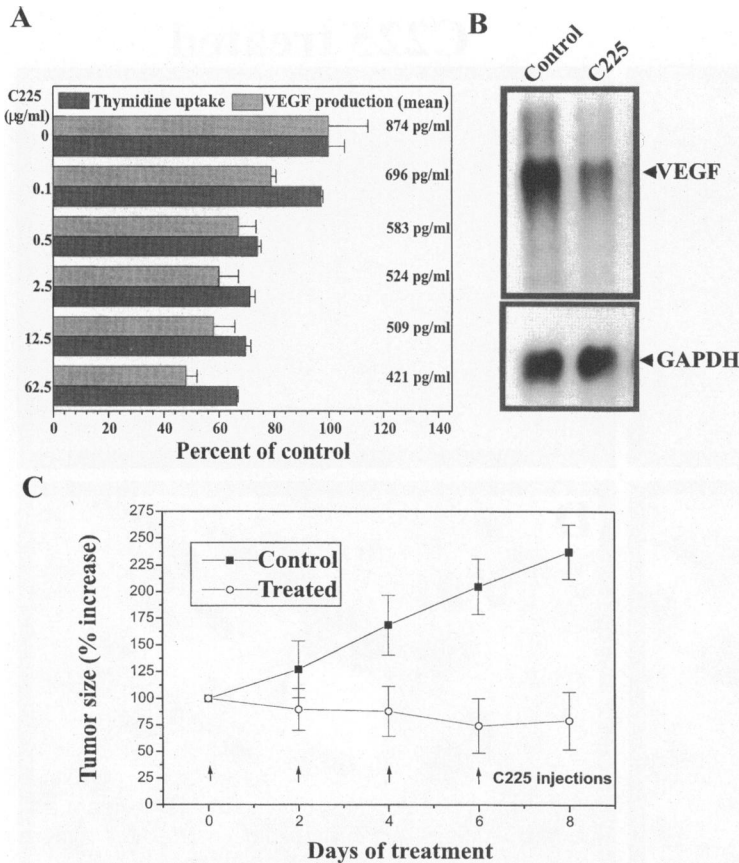 A
C225
(μg/ml)
Thymidine uptake
VEGF production (mean)
0
874 pg/ml
0.1
696 pg/ml
0.5
583 pg/ml
2.5
524 pg/ml
12.5
509 pg/ml
62.5
421 pg/ml
0 20 40 60 80 100 120 140
Percent of control
B
Control C225
VEGF
GAPDH
C
275
250
225
200
175
150
125
100
75
50
25
0
Tumor size (% increase)
Control
Treated
C225 injections
0 2 4 6 8
Days of treatment